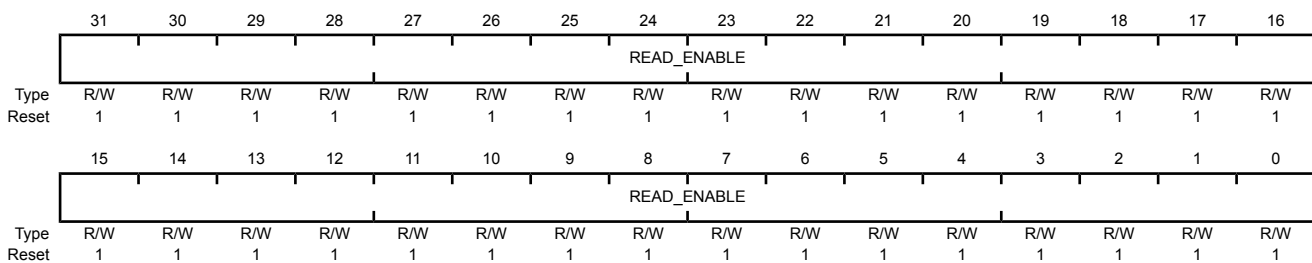 31 30 29 28 27 26 25 24 23 22 21 20 19 18 17 16
READ_ENABLE
Type R/W R/W R/W R/W R/W R/W R/W R/W R/W R/W R/W R/W R/W R/W R/W R/W
Reset 1 1 1 1 1 1 1 1 1 1 1 1 1 1 1 1
15 14 13 12 11 10 9 8 7 6 5 4 3 2 1 0
READ_ENABLE
Type R/W R/W R/W R/W R/W R/W R/W R/W R/W R/W R/W R/W R/W R/W R/W R/W
Reset 1 1 1 1 1 1 1 1 1 1 1 1 1 1 1 1